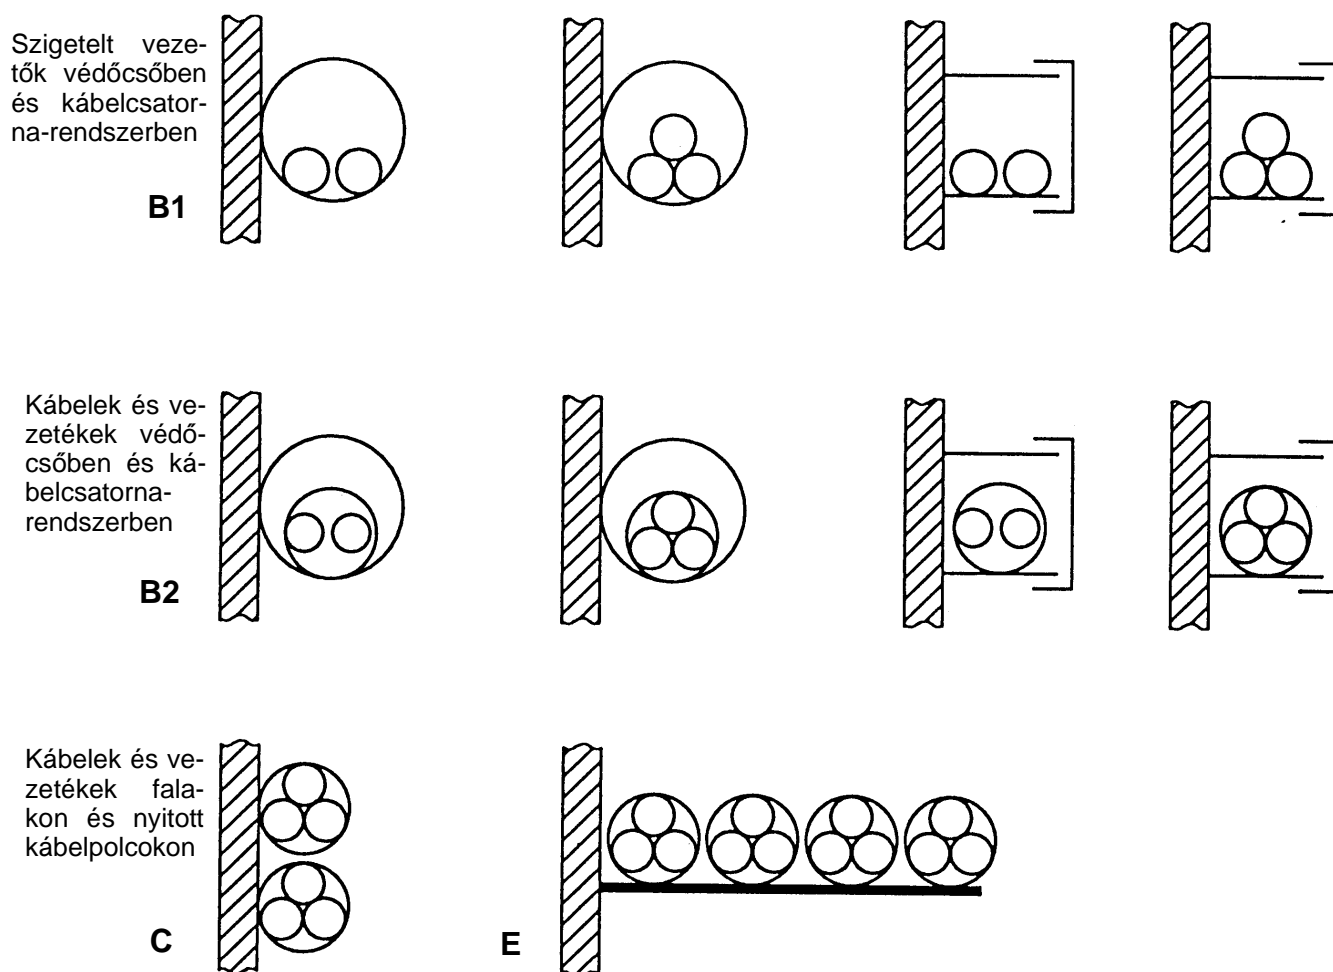 Szigetelt veze-
tők védőcsőben
és kábelcsator-
na-rendszerben
B1
Kábelek és ve-
zetékek védő-
csőben és ká-
belcsatorna-
rendszerben
B2
Kábelek és ve-
zetékek fala-
kon és nyitott
kábelpolcokon
C
E